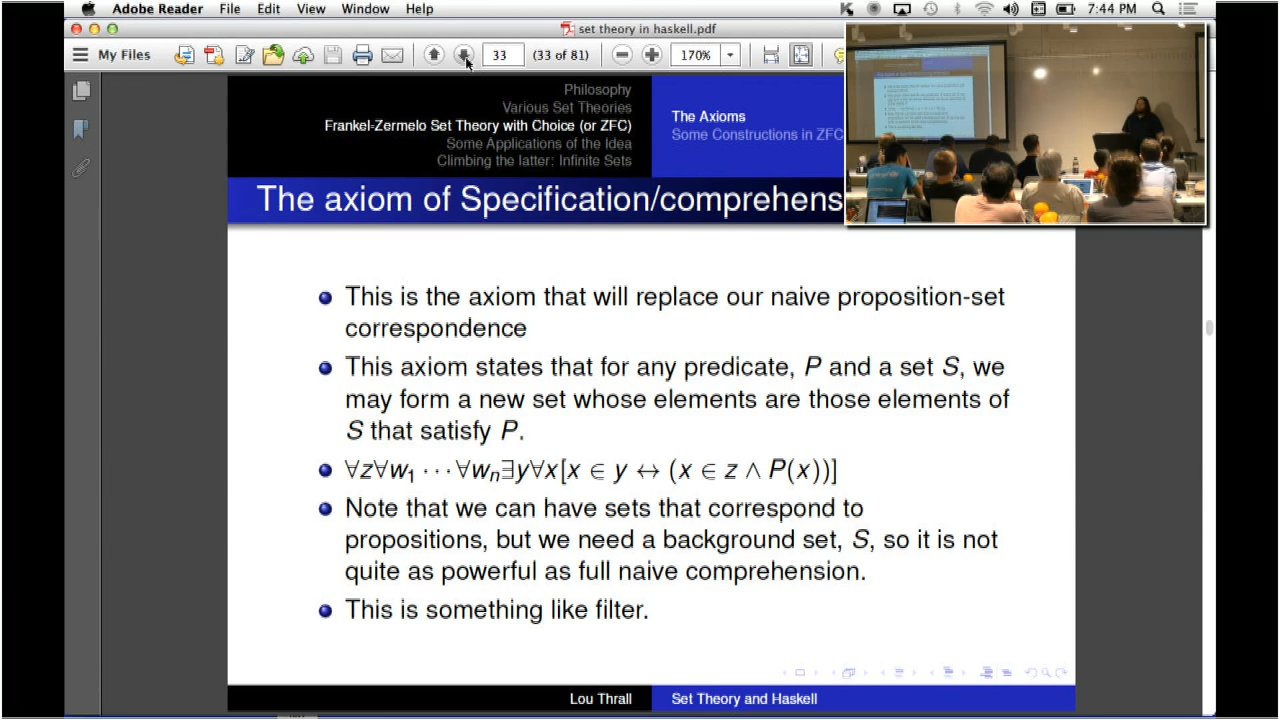 Adobe Reader File Edit View Window Help 7:44 PM
set theory in haskell.pdf
My Files 33 (33 of 81) 170%
Philosophy
Various Set Theories
Frankel-Zermelo Set Theory with Choice (or ZFC)
Some Applications of the Idea
Climbing the latter: Infinite Sets
The Axioms
Some Constructions in ZFC
The axiom of Specification/comprehens
This is the axiom that will replace our naive proposition-set
correspondence
This axiom states that for any predicate, P and a set S, we
may form a new set whose elements are those elements of
S that satisfy P.
∀z∀w₁ ⋯ ∀wₙ∃y∀x[x ∈ y ↔ (x ∈ z ∧ P(x))]
Note that we can have sets that correspond to
propositions, but we need a background set, S, so it is not
quite as powerful as full naive comprehension.
This is something like filter.
Lou Thrall
Set Theory and Haskell